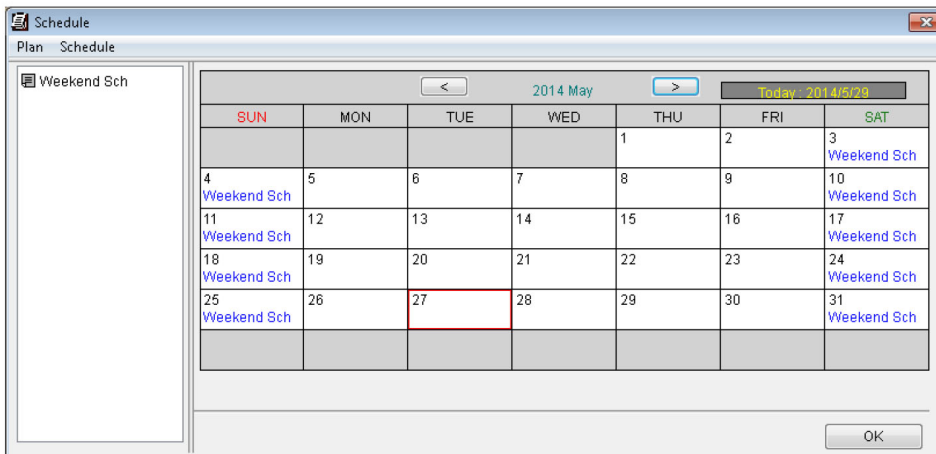 Schedule
Plan Schedule
Weekend Sch
< 2014 May > Today : 2014/5/29
SUN MON TUE WED THU FRI SAT
1 2 3
Weekend Sch
4 5 6 7 8 9 10
Weekend Sch Weekend Sch
11 12 13 14 15 16 17
Weekend Sch Weekend Sch
18 19 20 21 22 23 24
Weekend Sch Weekend Sch
25 26 27 28 29 30 31
Weekend Sch Weekend Sch
OK